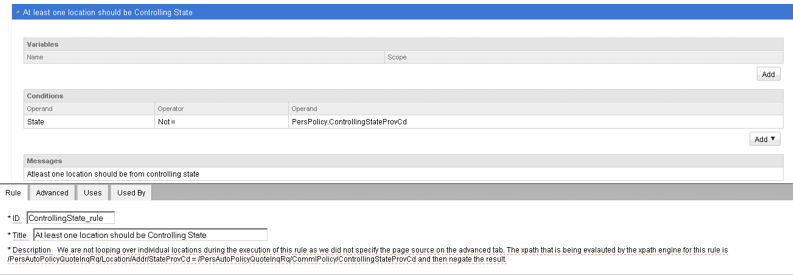 At least one location should be Controlling State
Variables
Name Scope
Add
Conditions
Operand Operator Operand
State Not = PersPolicy.ControllingStateProvCd
Add ▼
Messages
Atleast one location should be from controlling state
Rule Advanced Uses Used By
* ID ControllingState_rule
* Title At least one location should be Controlling State
* Description We are not looping over individual locations during the execution of this rule as we did not specify the page source on the advanced tab. The xpath that is being evalauted by the xpath engine for this rule is
/PersAutoPolicyQuoteInqRq/Location/Addr/StateProvCd = /PersAutoPolicyQuoteInqRq/CommlPolicy/ControllingStateProvCd and then negate the result.